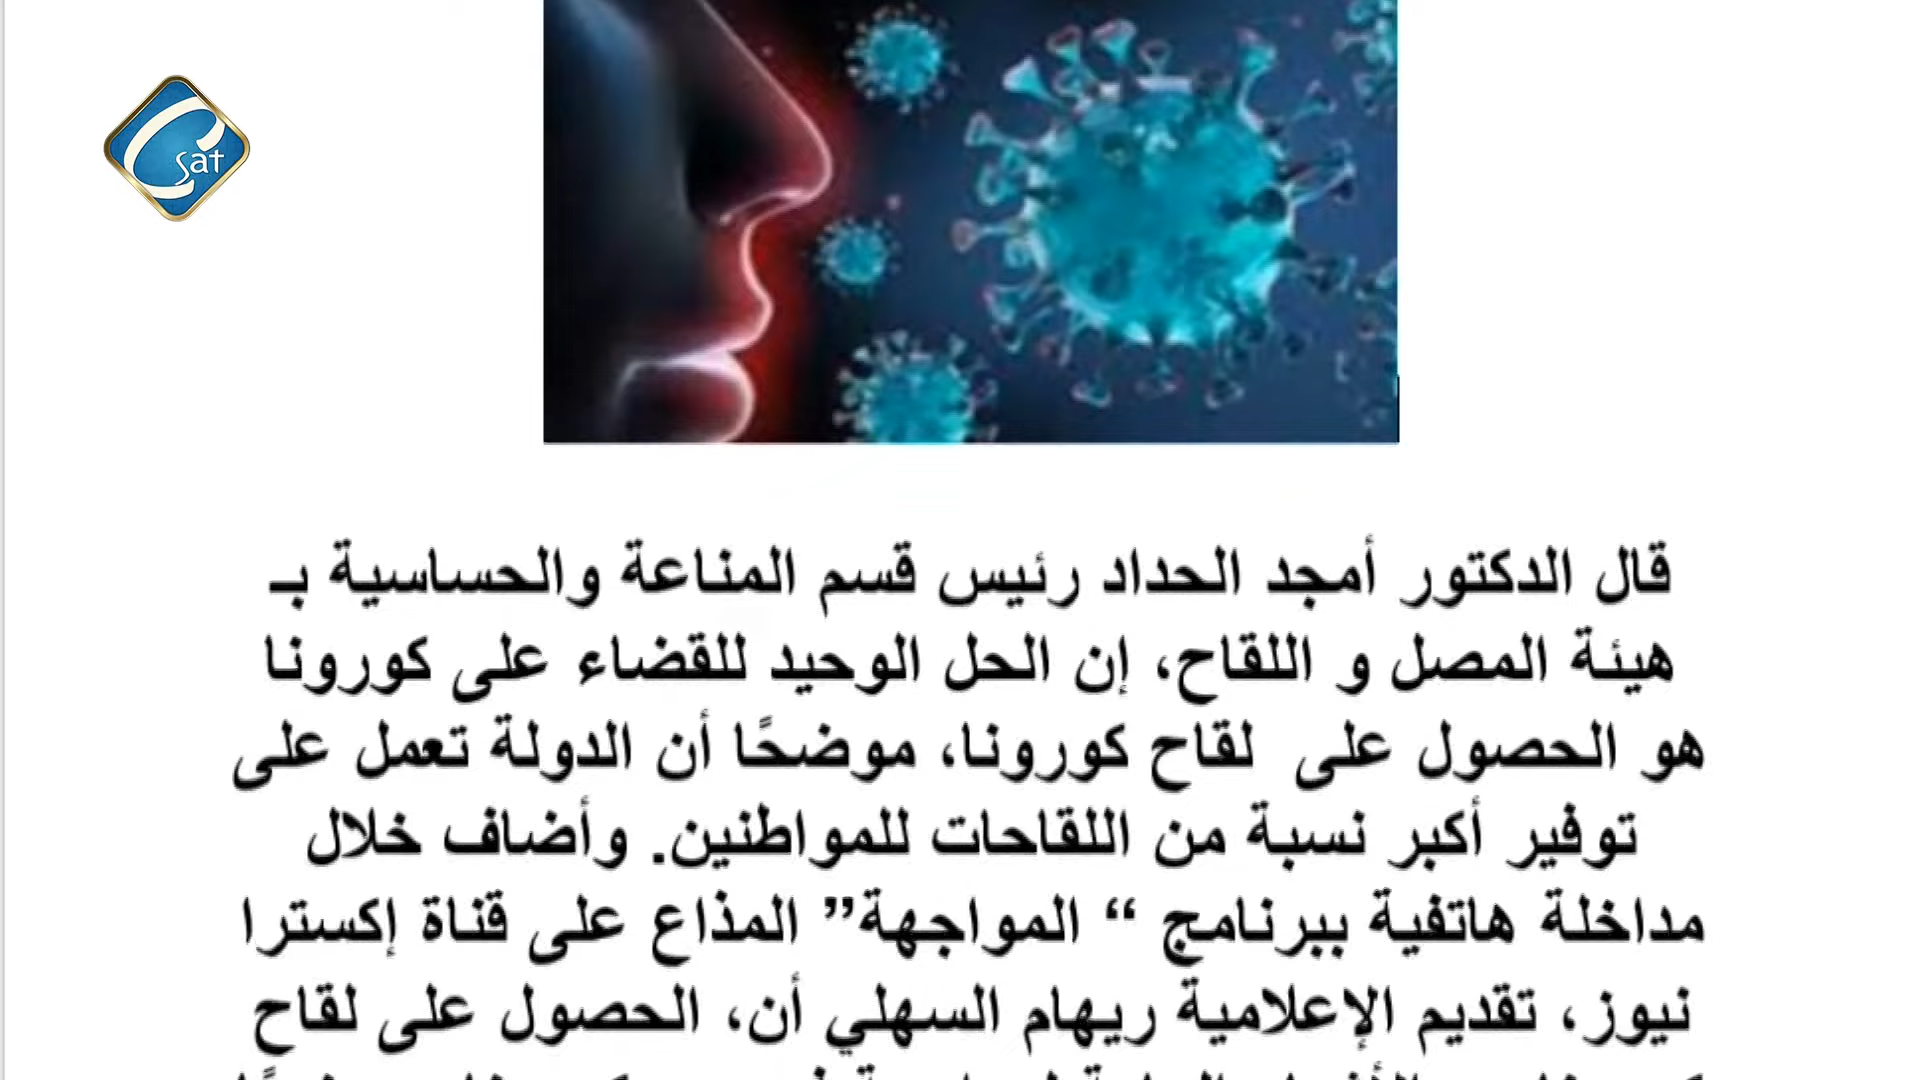 C sat
قال الدكتور أمجد الحداد رئيس قسم المناعة والحساسية بـ
هيئة المصل و اللقاح، إن الحل الوحيد للقضاء على كورونا
هو الحصول على لقاح كورونا، موضحًا أن الدولة تعمل على
توفير أكبر نسبة من اللقاحات للمواطنين. وأضاف خلال
مداخلة هاتفية ببرنامج “ المواجهة” المذاع على قناة إكسترا
نيوز، تقديم الإعلامية ريهام السهلي أن، الحصول على لقاح